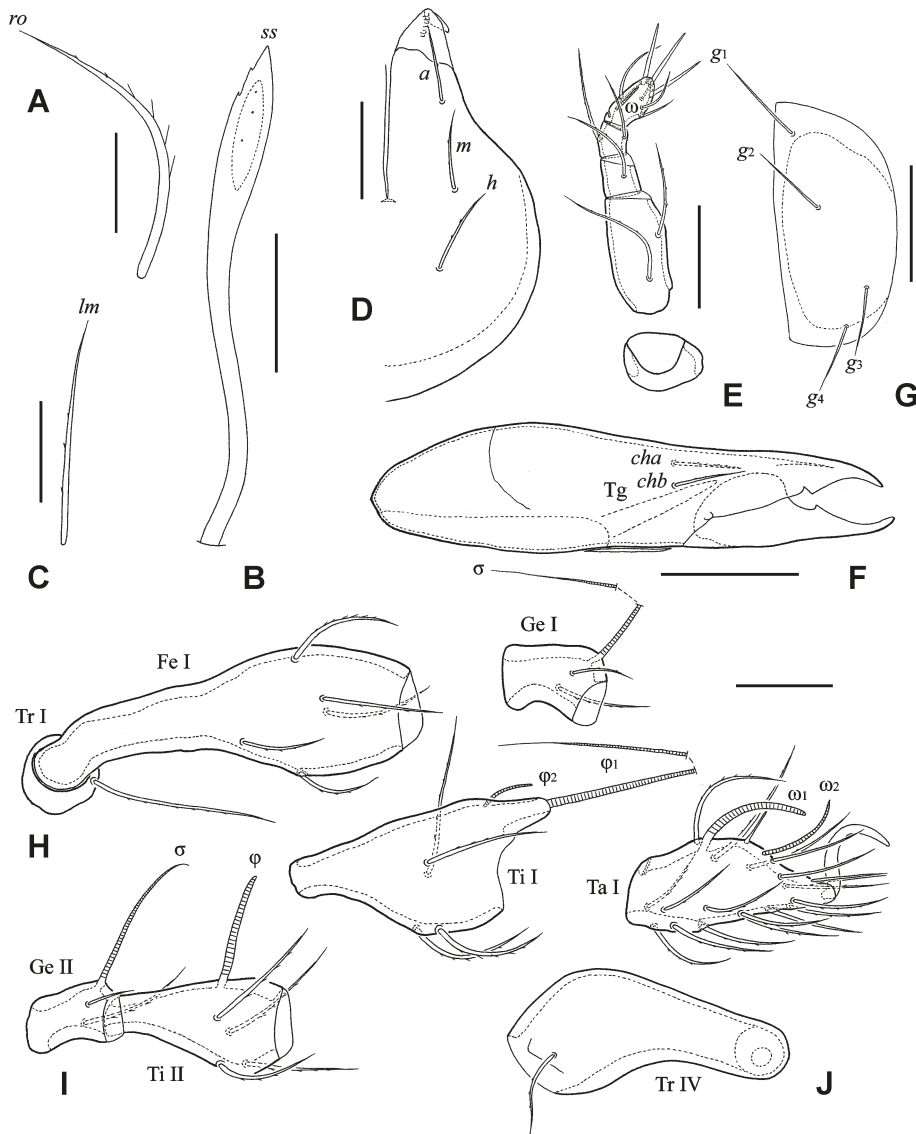 ro
ss
A
a
m
h
D
ω
E
g1
g2
g3
g4
G
lm
C
B
cha
chb
Tg
F
σ
Ge I
Fe I
Tr I
H
φ2
φ1
Ti I
ω1
ω2
Ta I
σ
φ
Ge II
Ti II
I
Tr IV
J